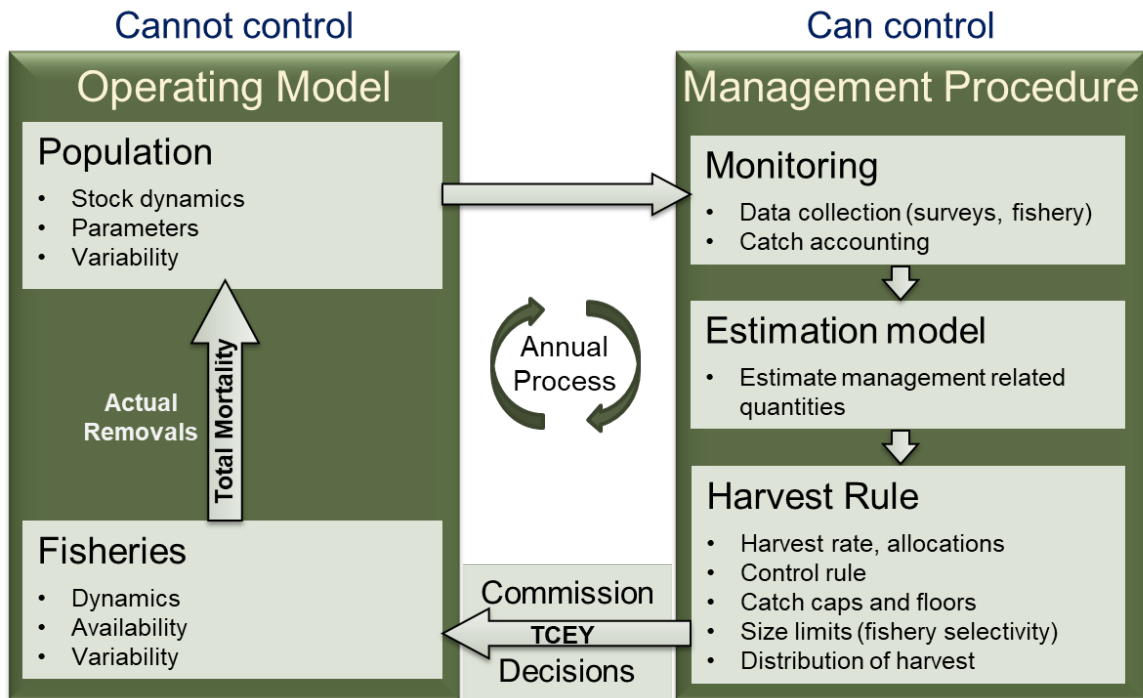 Cannot control
Operating Model
Population
• Stock dynamics
• Parameters
• Variability
Total Mortality
Actual
Removals
Fisheries
• Dynamics
• Availability
• Variability
Annual
Process
Commission
TCEY
Decisions
Can control
Management Procedure
Monitoring
• Data collection (surveys, fishery)
• Catch accounting
Estimation model
• Estimate management related
quantities
Harvest Rule
• Harvest rate, allocations
• Control rule
• Catch caps and floors
• Size limits (fishery selectivity)
• Distribution of harvest